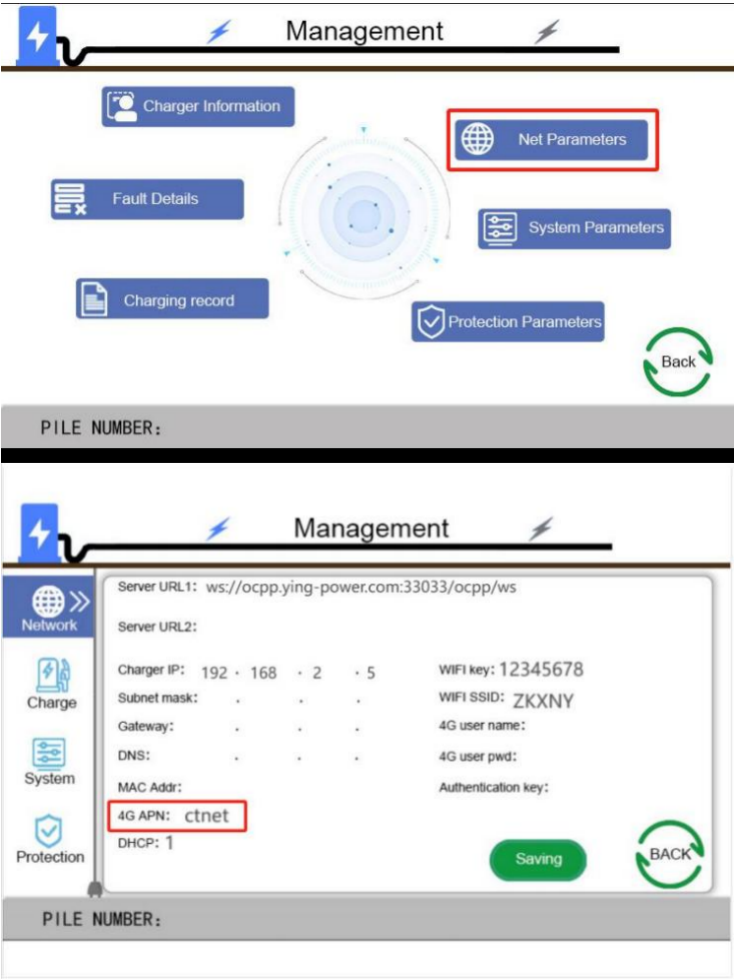 Management
Charger Information
Net Parameters
Fault Details
System Parameters
Charging record
Protection Parameters
Back
PILE NUMBER:
Management
Network
Server URL1: ws://ocpp.ying-power.com:33033/ocpp/ws
Server URL2:
Charger IP: 192 . 168 . 2 . 5
WIFI key: 12345678
Charge
Subnet mask: . . .
WIFI SSID: ZKXNY
Gateway: . . .
4G user name:
DNS: . . .
4G user pwd:
System
MAC Addr:
Authentication key:
4G APN: ctnet
DHCP: 1
Protection
Saving
BACK
PILE NUMBER: